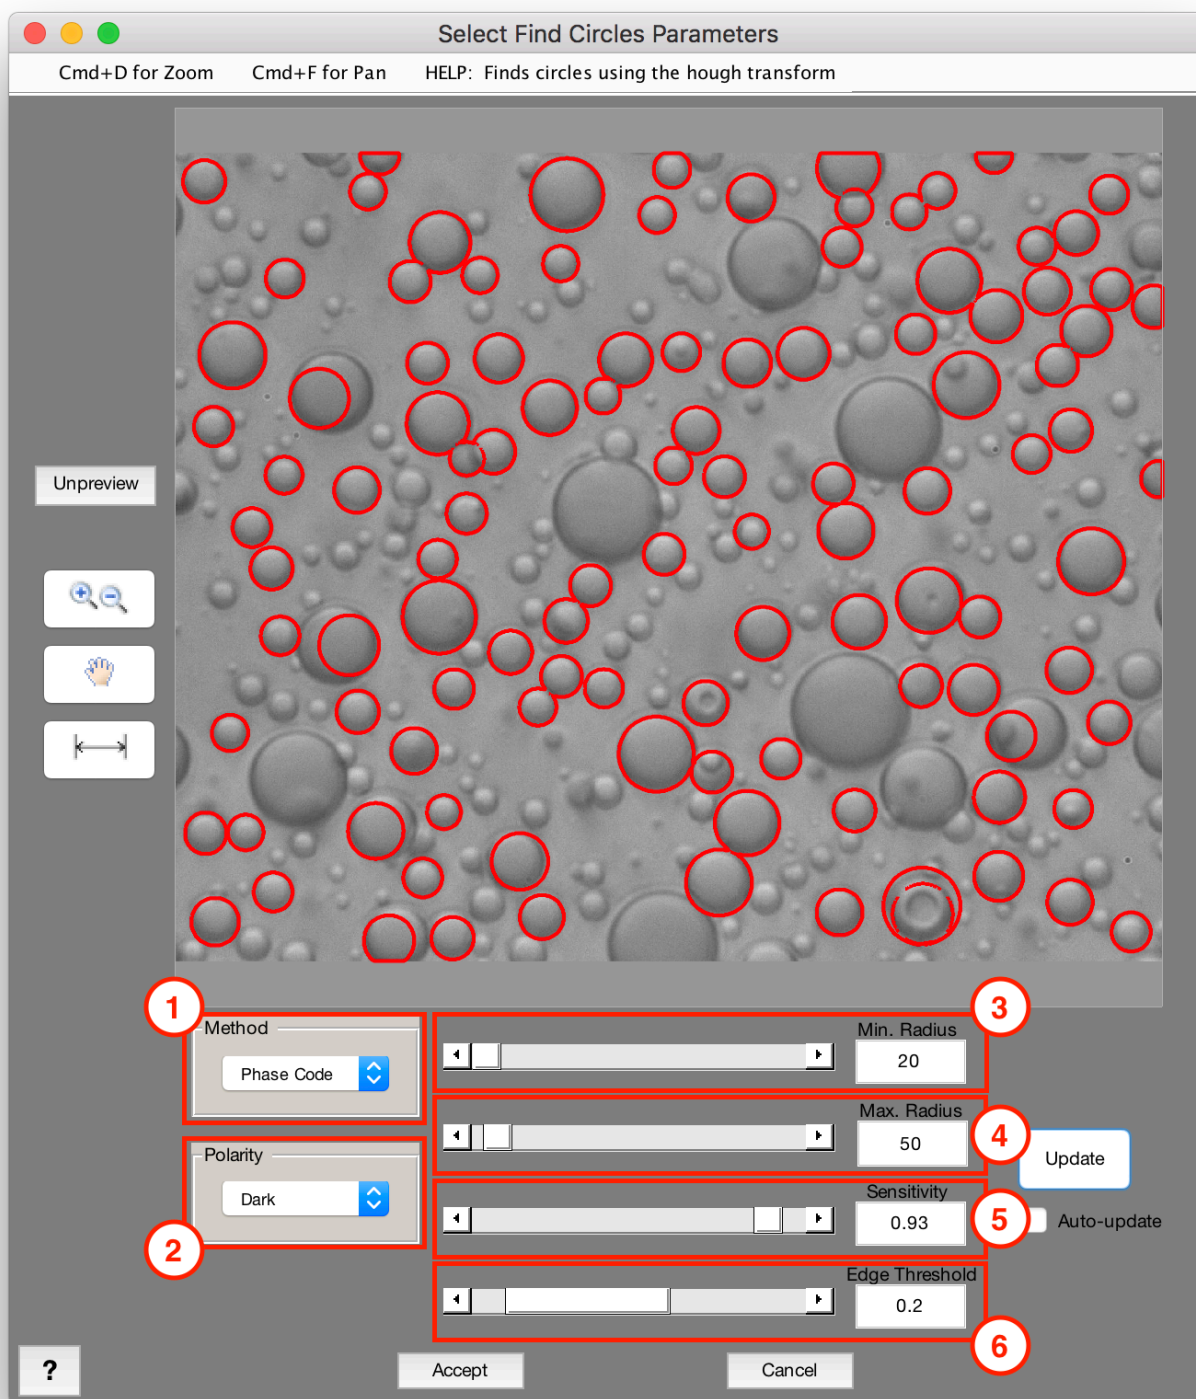 Select Find Circles Parameters
Cmd+D for Zoom Cmd+F for Pan HELP: Finds circles using the hough transform
Unpreview
1
Method
Phase Code
2
Polarity
Dark
3
Min. Radius
20
4
Max. Radius
50
5
Sensitivity
0.93
6
Edge Threshold
0.2
Update
Auto-update
?
Accept
Cancel